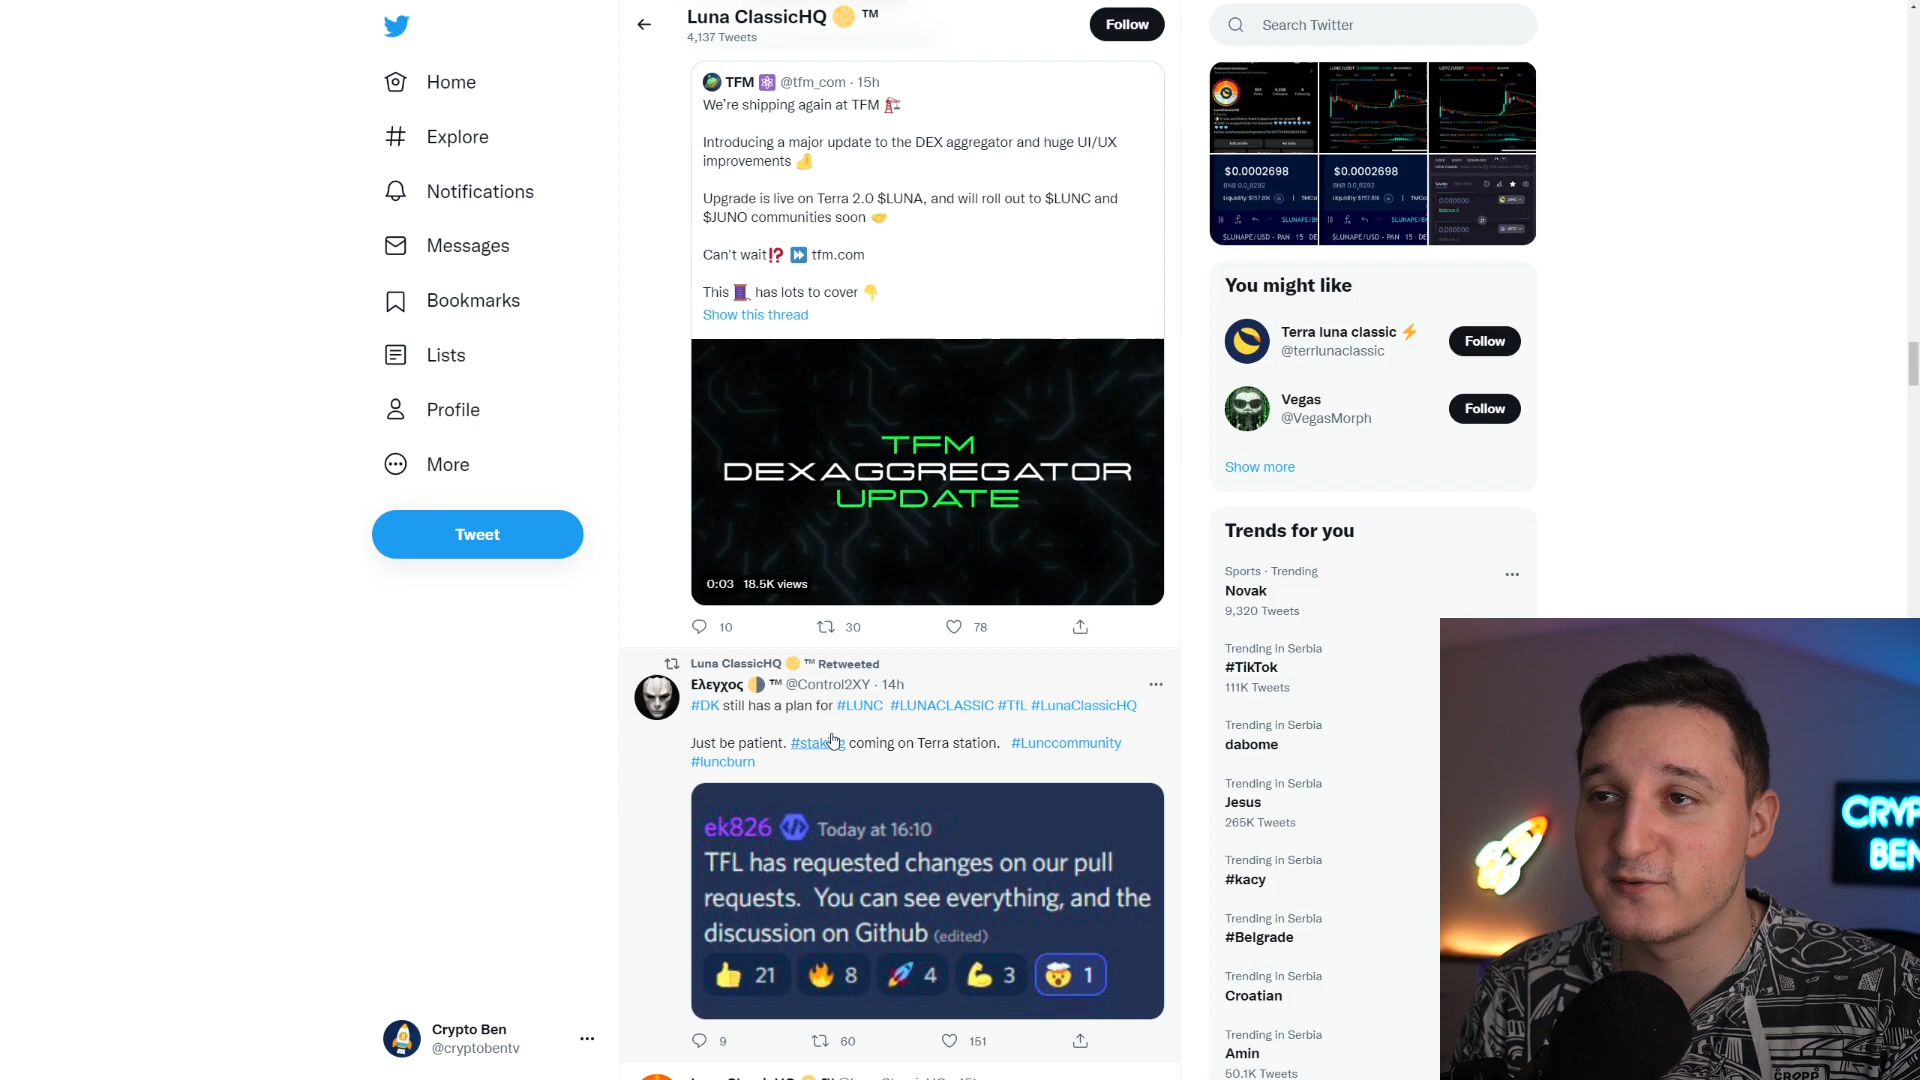 Luna ClassicHQ 🌕 ™
4,137 Tweets
Follow
Search Twitter
Home
Explore
Notifications
Messages
Bookmarks
Lists
Profile
More
Tweet
Crypto Ben
@cryptobentv
TFM ⚛ @tfm_com · 15h
We're shipping again at TFM 🏗
Introducing a major update to the DEX aggregator and huge UI/UX
improvements
Upgrade is live on Terra 2.0 $LUNA, and will roll out to $LUNC and
$JUNO communities soon 🤝
Can't wait⁉ ⏩ tfm.com
This 🧵 has lots to cover 👇
Show this thread
TFM
DEXAGGREGATOR
UPDATE
0:03 18.5K views
10 30 78
Luna ClassicHQ 🌕 ™ Retweeted
Ελεγχος 🌗 ™ @Control2XY · 14h
#DK still has a plan for #LUNC #LUNACLASSIC #TfL #LunaClassicHQ
Just be patient. #staking coming on Terra station. #Lunccommunity
#luncburn
ek826 Today at 16:10
TFL has requested changes on our pull
requests. You can see everything, and the
discussion on Github (edited)
👍 21 🔥 8 🚀 4 💪 3 🤯 1
9 60 151
$0.0002698
$0.0002698
You might like
Terra luna classic ⚡
@terrlunaclassic
Follow
Vegas
@VegasMorph
Follow
Show more
Trends for you
Sports · Trending
Novak
9,320 Tweets
Trending in Serbia
#TikTok
111K Tweets
Trending in Serbia
dabome
Trending in Serbia
Jesus
265K Tweets
Trending in Serbia
#kacy
Trending in Serbia
#Belgrade
Trending in Serbia
Croatian
Trending in Serbia
Amin
50.1K Tweets
CRYP
BEN
CROPP